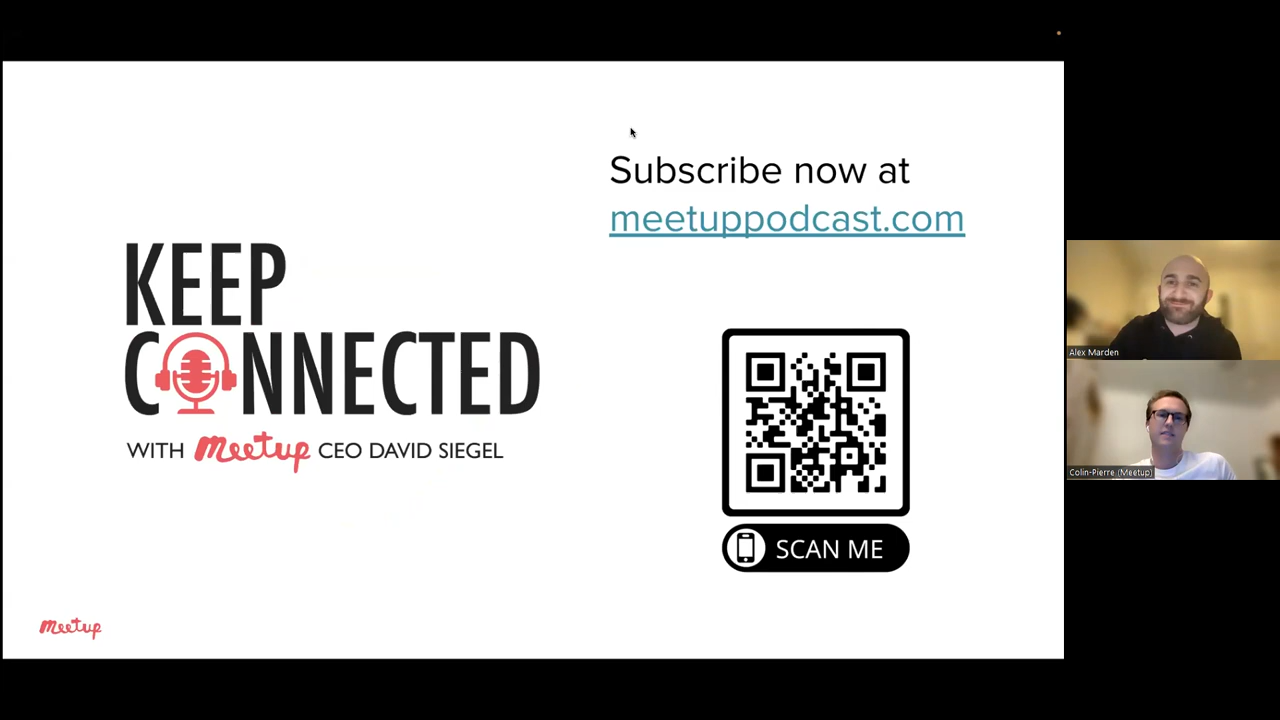 Subscribe now at
meetuppodcast.com
KEEP
CONNECTED
WITH meetup CEO DAVID SIEGEL
SCAN ME
meetup
Alex Marden
Colin-Pierre (Meetup)